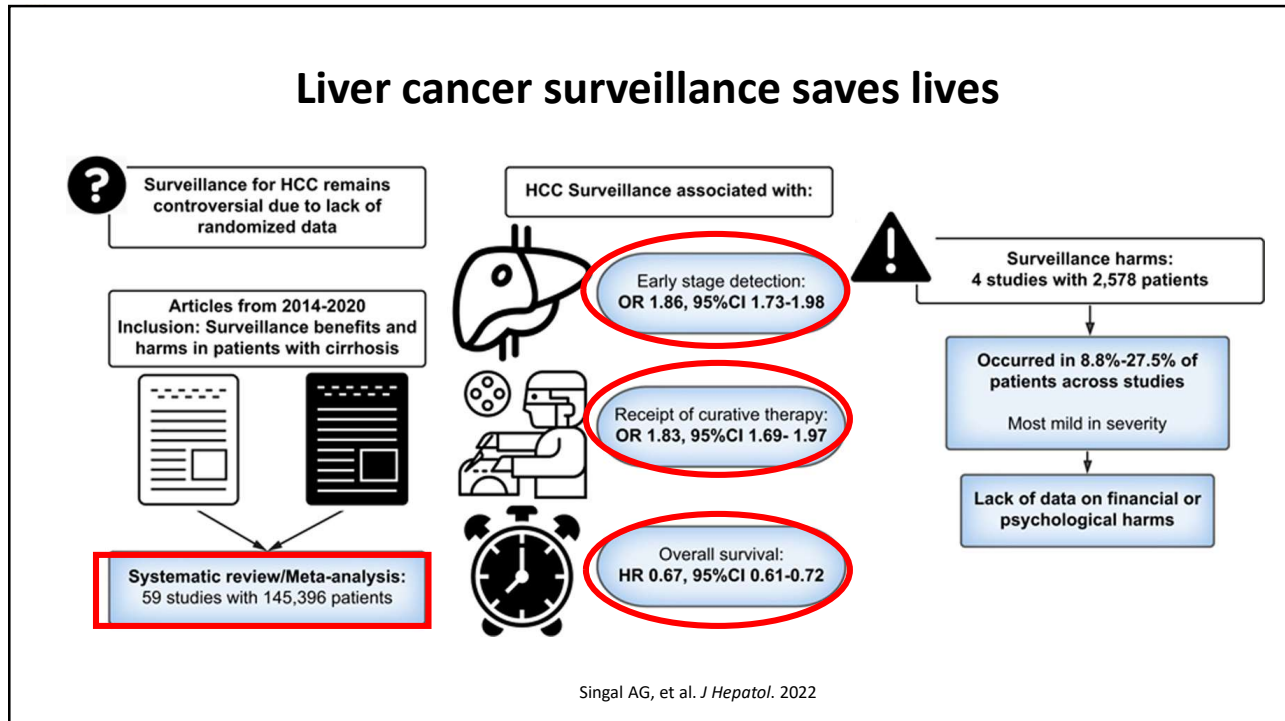 Liver cancer surveillance saves lives
?
Surveillance for HCC remains
controversial due to lack of
randomized data
Articles from 2014-2020
Inclusion: Surveillance benefits and
harms in patients with cirrhosis
Systematic review/Meta-analysis:
59 studies with 145,396 patients
HCC Surveillance associated with:
Early stage detection:
OR 1.86, 95%CI 1.73-1.98
Receipt of curative therapy:
OR 1.83, 95%CI 1.69- 1.97
Overall survival:
HR 0.67, 95%CI 0.61-0.72
!
Surveillance harms:
4 studies with 2,578 patients
Occurred in 8.8%-27.5% of
patients across studies
Most mild in severity
Lack of data on financial or
psychological harms
Singal AG, et al. J Hepatol. 2022